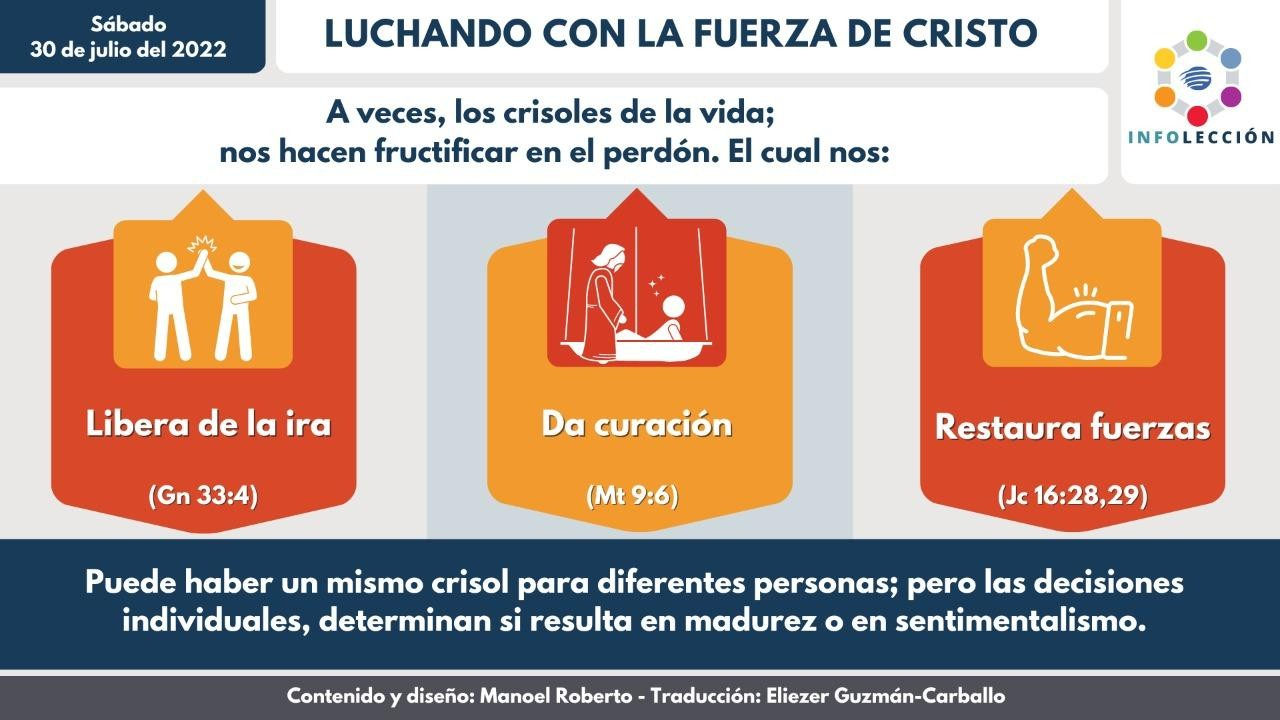 Sábado
30 de julio del 2022
LUCHANDO CON LA FUERZA DE CRISTO
INFOLECCIÓN
A veces, los crisoles de la vida;
nos hacen fructificar en el perdón. El cual nos:
Libera de la ira
(Gn 33:4)
Da curación
(Mt 9:6)
Restaura fuerzas
(Jc 16:28,29)
Puede haber un mismo crisol para diferentes personas; pero las decisiones
individuales, determinan si resulta en madurez o en sentimentalismo.
Contenido y diseño: Manoel Roberto - Traducción: Eliezer Guzmán-Carballo